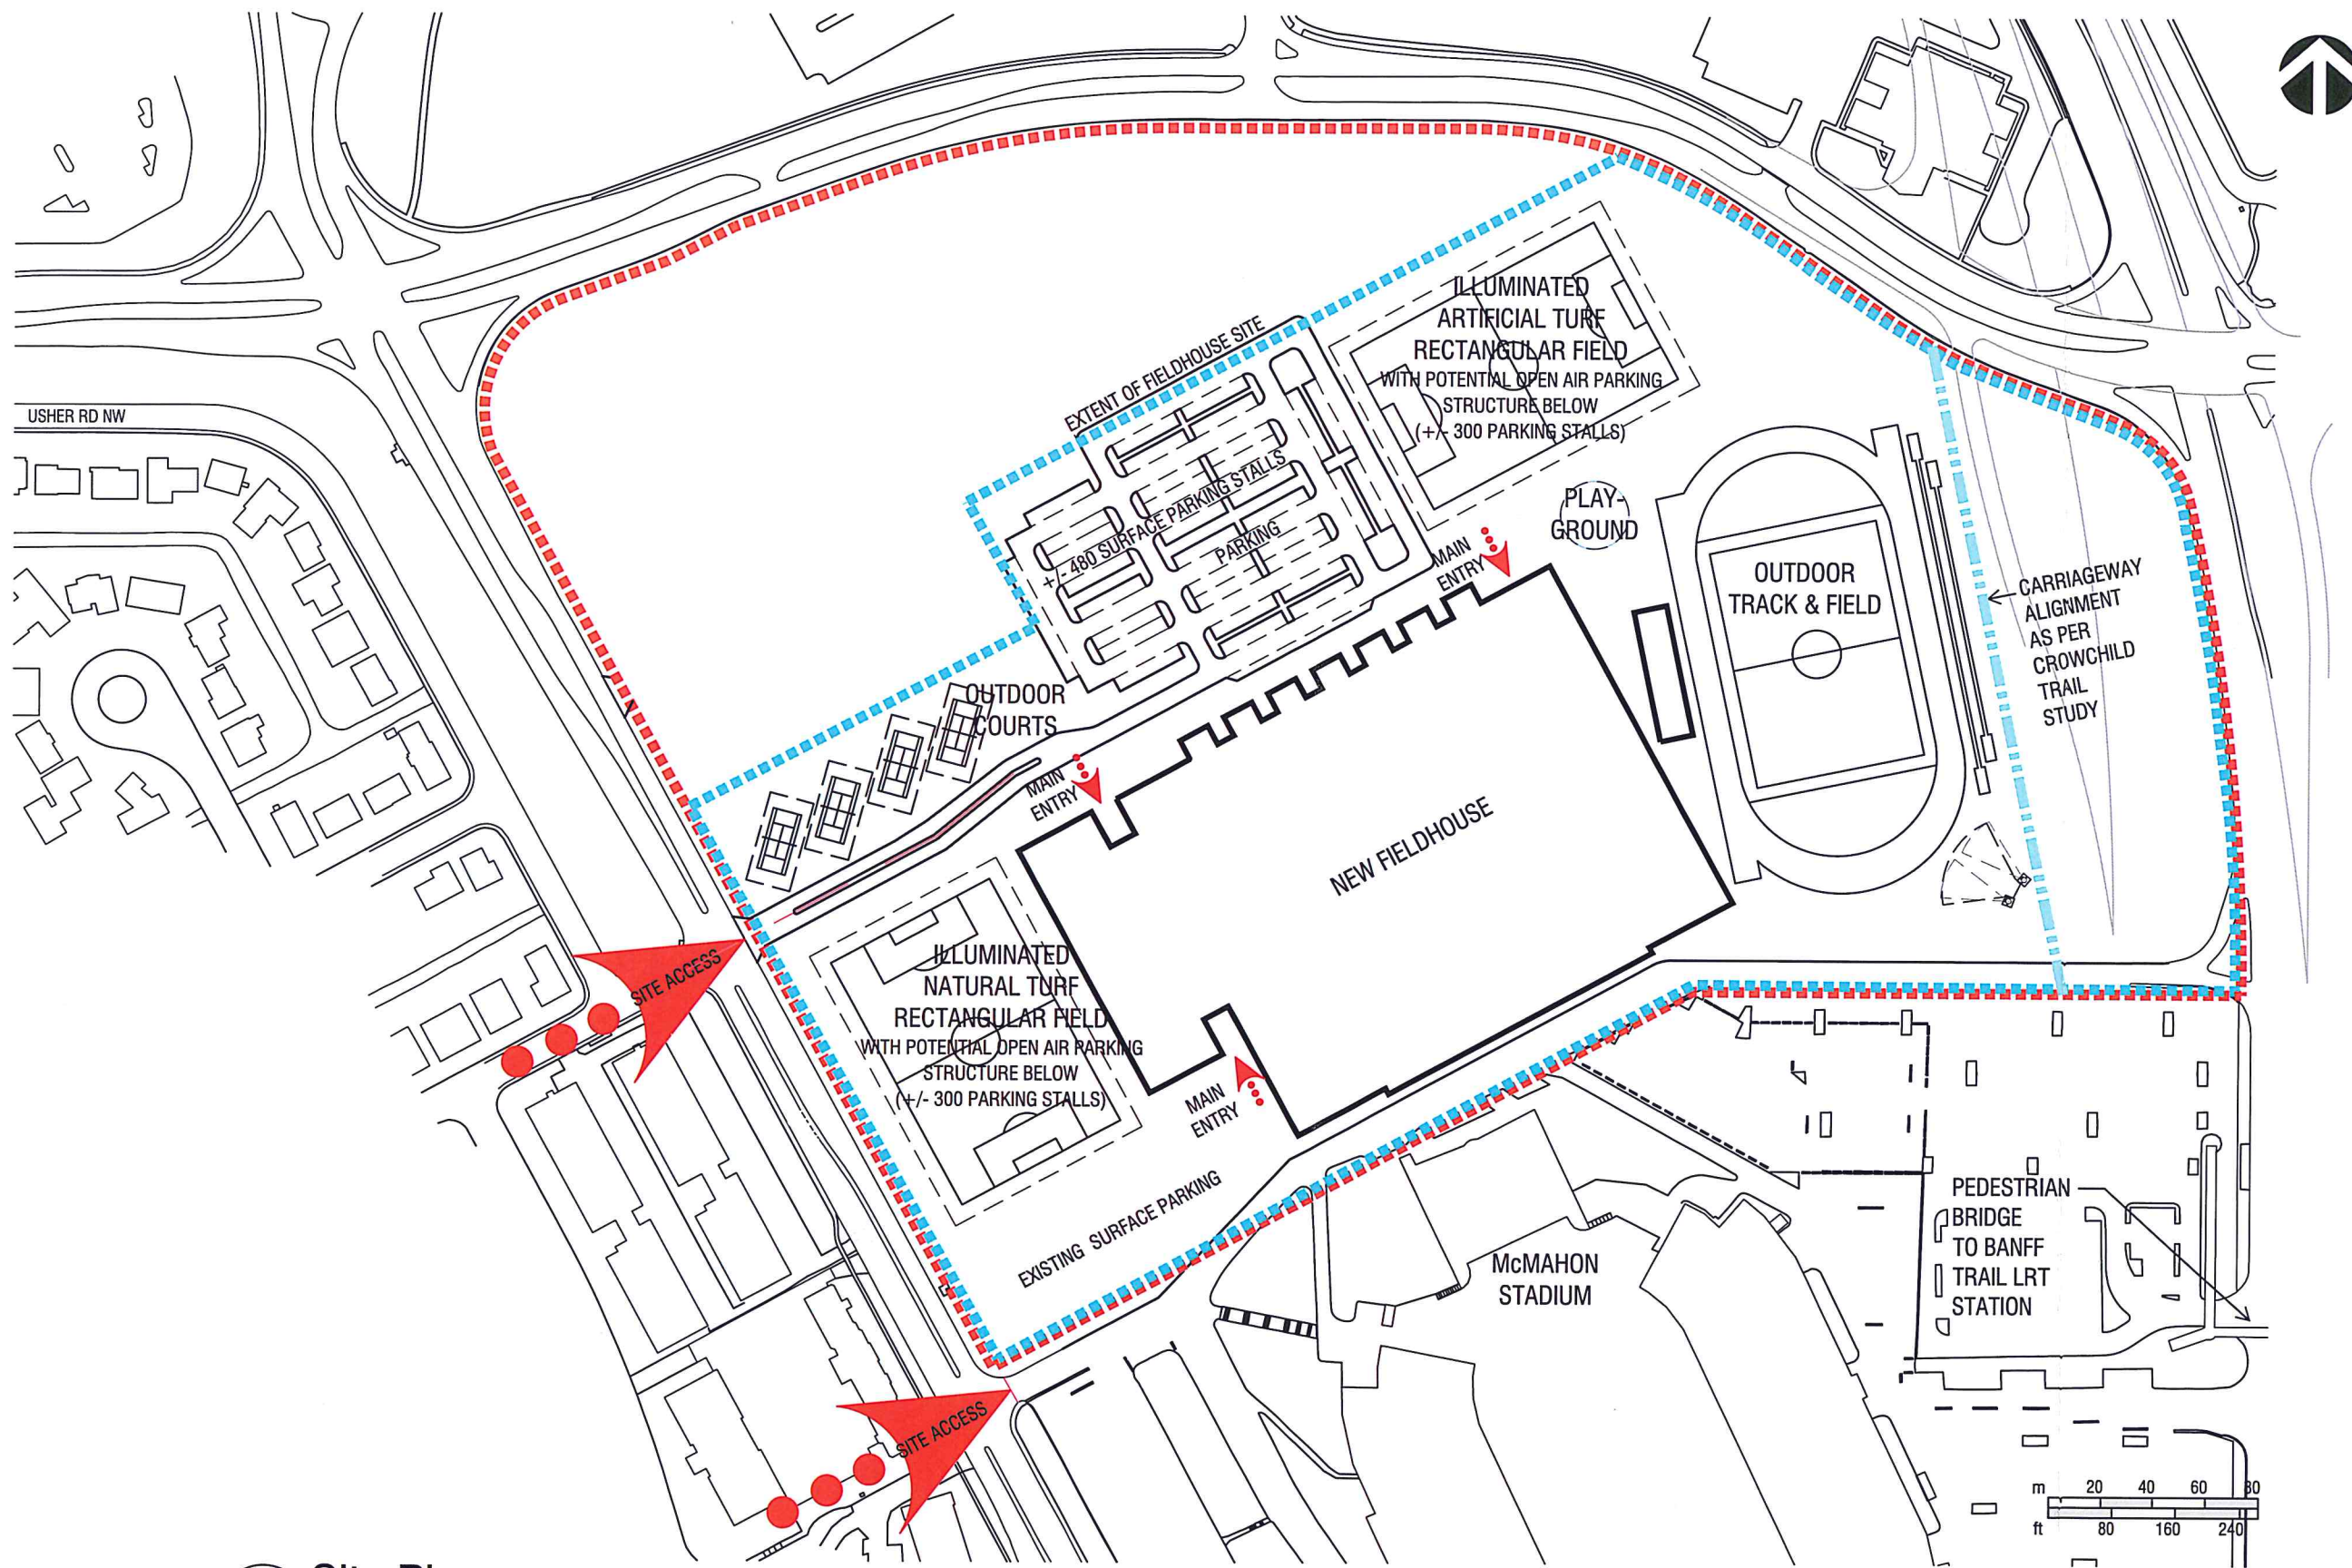 USHER RD NW
EXTENT OF FIELDHOUSE SITE
ILLUMINATED
ARTIFICIAL TURF
RECTANGULAR FIELD
WITH POTENTIAL OPEN AIR PARKING
STRUCTURE BELOW
(+/- 300 PARKING STALLS)
+/- 480 SURFACE PARKING STALLS
PARKING
MAIN
ENTRY
PLAY-
GROUND
OUTDOOR
TRACK & FIELD
CARRIAGEWAY
ALIGNMENT
AS PER
CROWCHILD
TRAIL
STUDY
OUTDOOR
COURTS
MAIN
ENTRY
NEW FIELDHOUSE
SITE ACCESS
ILLUMINATED
NATURAL TURF
RECTANGULAR FIELD
WITH POTENTIAL OPEN AIR PARKING
STRUCTURE BELOW
(+/- 300 PARKING STALLS)
MAIN
ENTRY
EXISTING SURFACE PARKING
McMAHON
STADIUM
PEDESTRIAN
BRIDGE
TO BANFF
TRAIL LRT
STATION
SITE ACCESS
m 20 40 60 80
ft 80 160 240